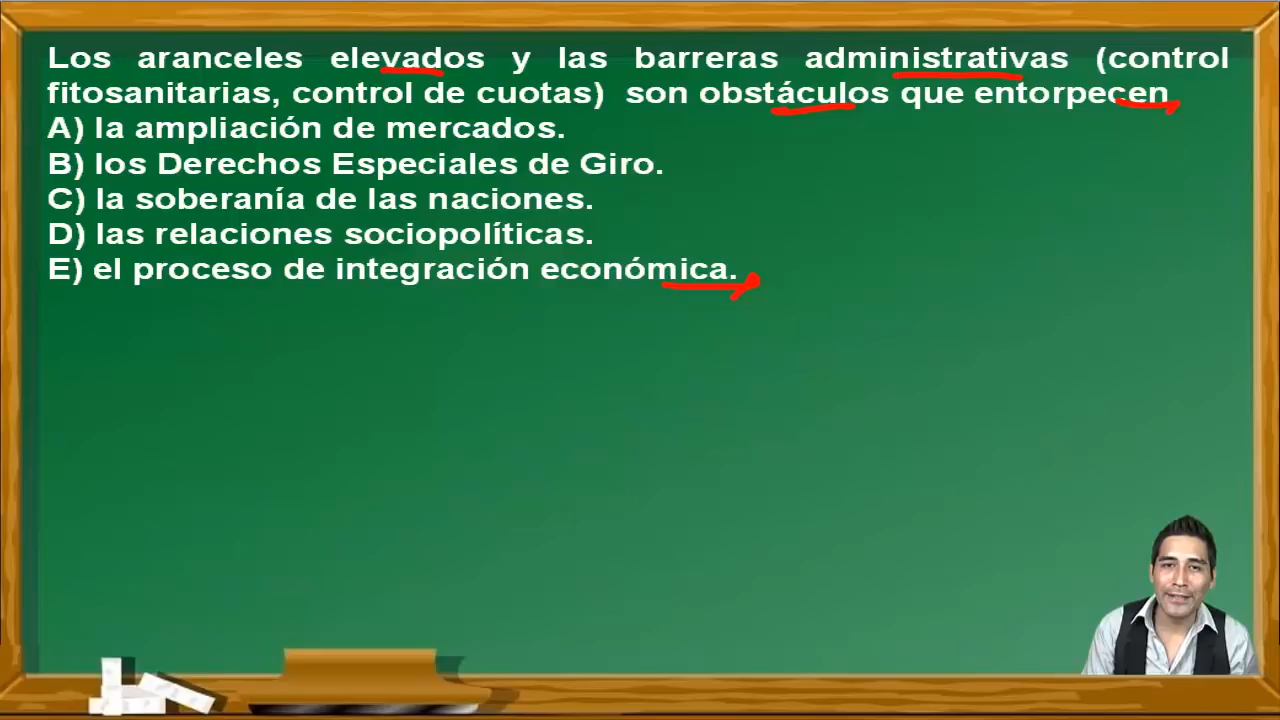 Los aranceles elevados y las barreras administrativas (control
fitosanitarias, control de cuotas) son obstáculos que entorpecen
A) la ampliación de mercados.
B) los Derechos Especiales de Giro.
C) la soberanía de las naciones.
D) las relaciones sociopolíticas.
E) el proceso de integración económica.